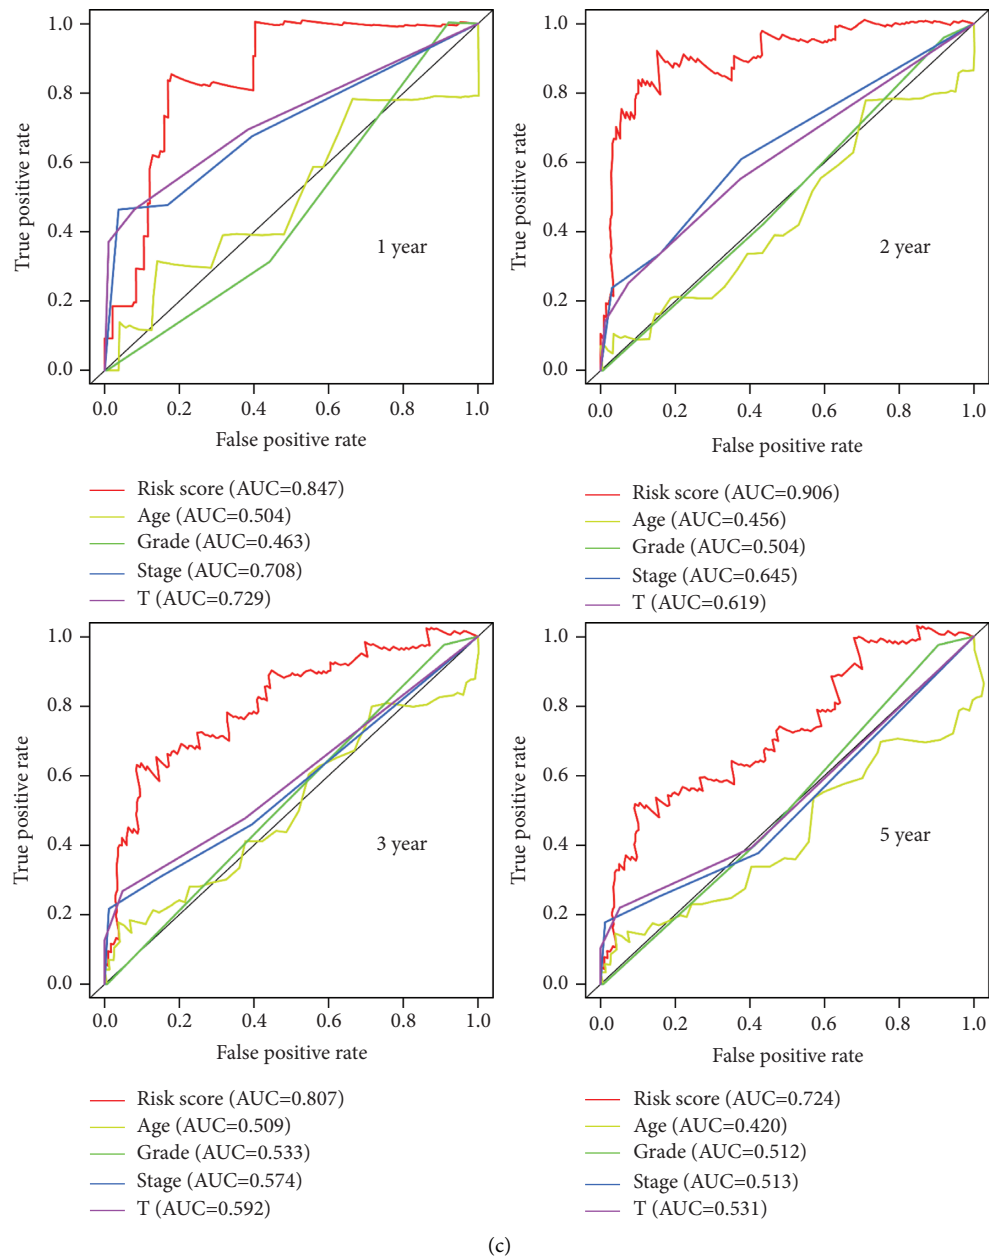 1.0
0.8
0.6
0.4
0.2
0.0
True positive rate
1 year
0.0 0.2 0.4 0.6 0.8 1.0
False positive rate
Risk score (AUC=0.847)
Age (AUC=0.504)
Grade (AUC=0.463)
Stage (AUC=0.708)
T (AUC=0.729)
1.0
0.8
0.6
0.4
0.2
0.0
True positive rate
2 year
0.0 0.2 0.4 0.6 0.8 1.0
False positive rate
Risk score (AUC=0.906)
Age (AUC=0.456)
Grade (AUC=0.504)
Stage (AUC=0.645)
T (AUC=0.619)
1.0
0.8
0.6
0.4
0.2
0.0
True positive rate
3 year
0.0 0.2 0.4 0.6 0.8 1.0
False positive rate
Risk score (AUC=0.807)
Age (AUC=0.509)
Grade (AUC=0.533)
Stage (AUC=0.574)
T (AUC=0.592)
1.0
0.8
0.6
0.4
0.2
0.0
True positive rate
5 year
0.0 0.2 0.4 0.6 0.8 1.0
False positive rate
Risk score (AUC=0.724)
Age (AUC=0.420)
Grade (AUC=0.512)
Stage (AUC=0.513)
T (AUC=0.531)
(c)